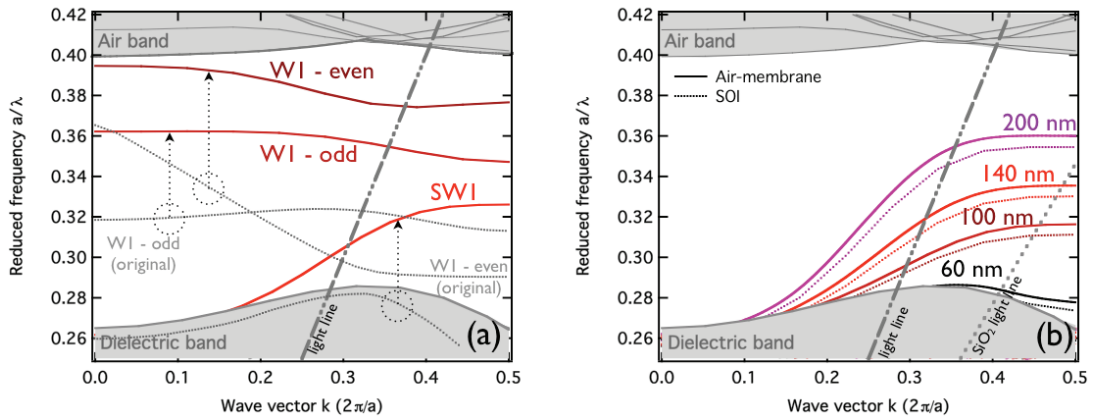 0.42
0.40
0.38
0.36
0.34
0.32
0.30
0.28
0.26
Reduced frequency a/λ
Air band
W1 - even
W1 - odd
SW1
W1 - odd
(original)
W1 - even
(original)
light line
Dielectric band
(a)
0.0 0.1 0.2 0.3 0.4 0.5
Wave vector k (2π/a)
0.42
0.40
0.38
0.36
0.34
0.32
0.30
0.28
0.26
Reduced frequency a/λ
Air band
Air-membrane
SOI
200 nm
140 nm
100 nm
60 nm
light line
SiO2 light line
Dielectric band
(b)
0.0 0.1 0.2 0.3 0.4 0.5
Wave vector k (2π/a)